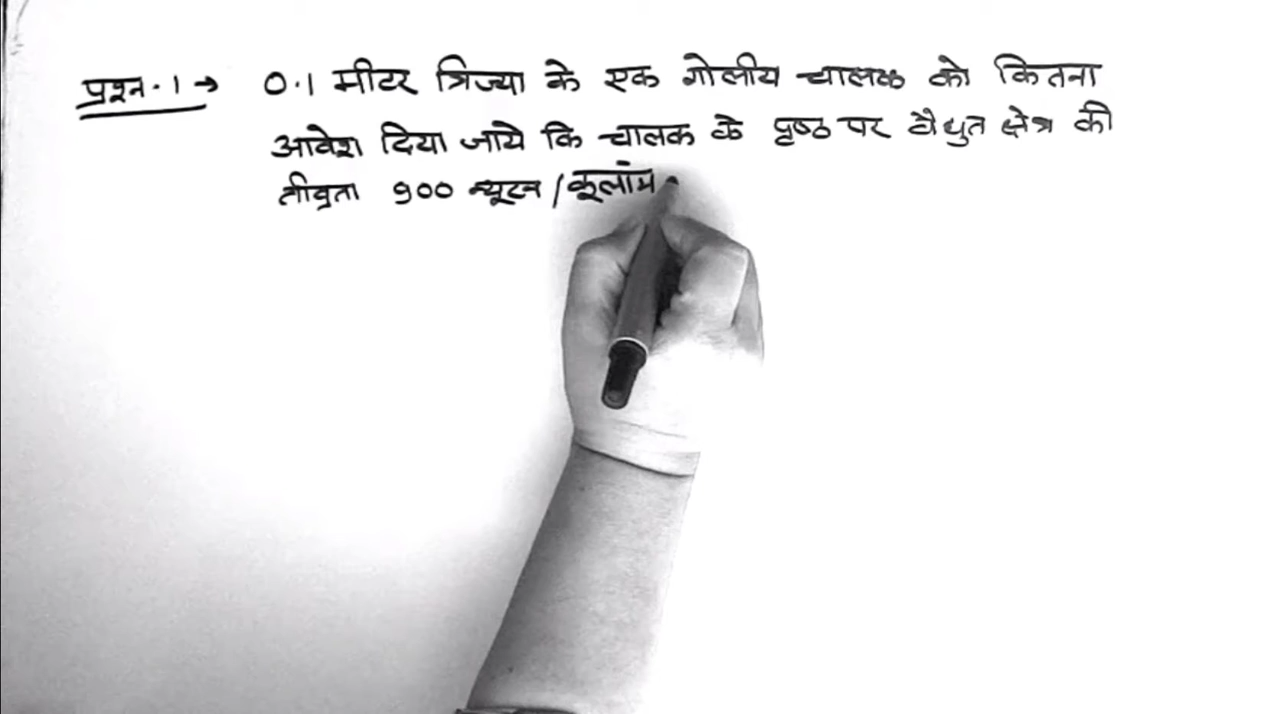 प्रश्न.1→ 0.1 मीटर त्रिज्या के एक गोलीय चालक को कितना
आवेश दिया जाये कि चालक के पृष्ठ पर वैधुत क्षेत्र की
तीव्रता 900 न्यूटन/कूलांम